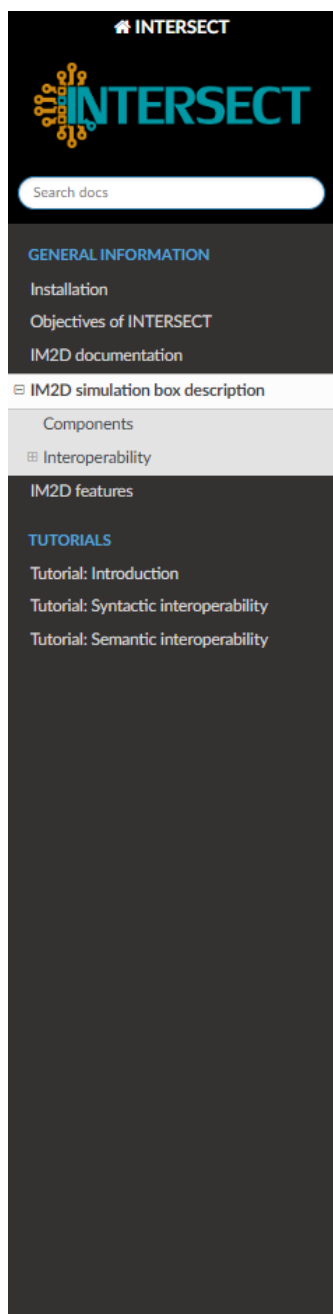 INTERSECT
INTERSECT
Search docs
GENERAL INFORMATION
Installation
Objectives of INTERSECT
IM2D documentation
IM2D simulation box description
Components
Interoperability
IM2D features
TUTORIALS
Tutorial: Introduction
Tutorial: Syntactic interoperability
Tutorial: Semantic interoperability